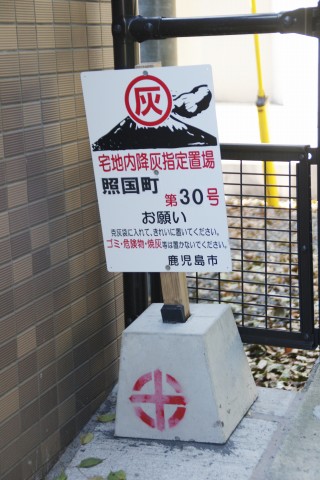 灰
宅地内降灰指定置場
照国町
第30号
お願い
克灰袋に入れて、きれいに置いてください。
ゴミ・危険物・焼灰等は置かないでください。
鹿児島市